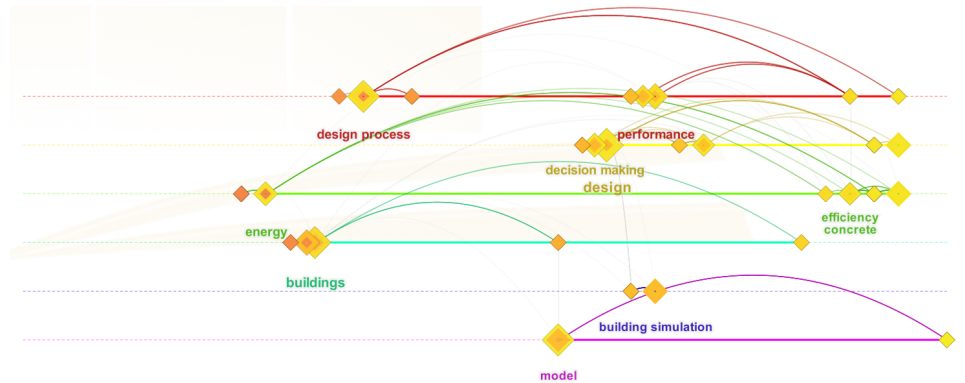 design process
performance
decision making
design
energy
efficiency
concrete
buildings
building simulation
model